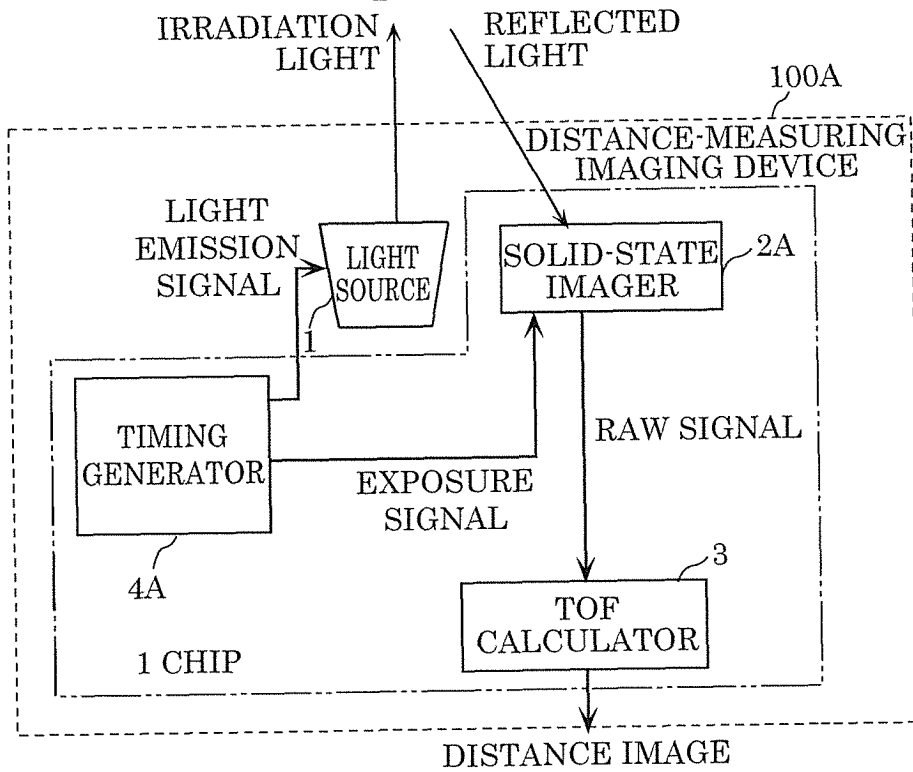 IRRADIATION
LIGHT
REFLECTED
LIGHT
100A
DISTANCE-MEASURING
IMAGING DEVICE
LIGHT
EMISSION
SIGNAL
LIGHT
SOURCE
1
SOLID-STATE
IMAGER
2A
TIMING
GENERATOR
4A
EXPOSURE
SIGNAL
RAW SIGNAL
3
TOF
CALCULATOR
1 CHIP
DISTANCE IMAGE